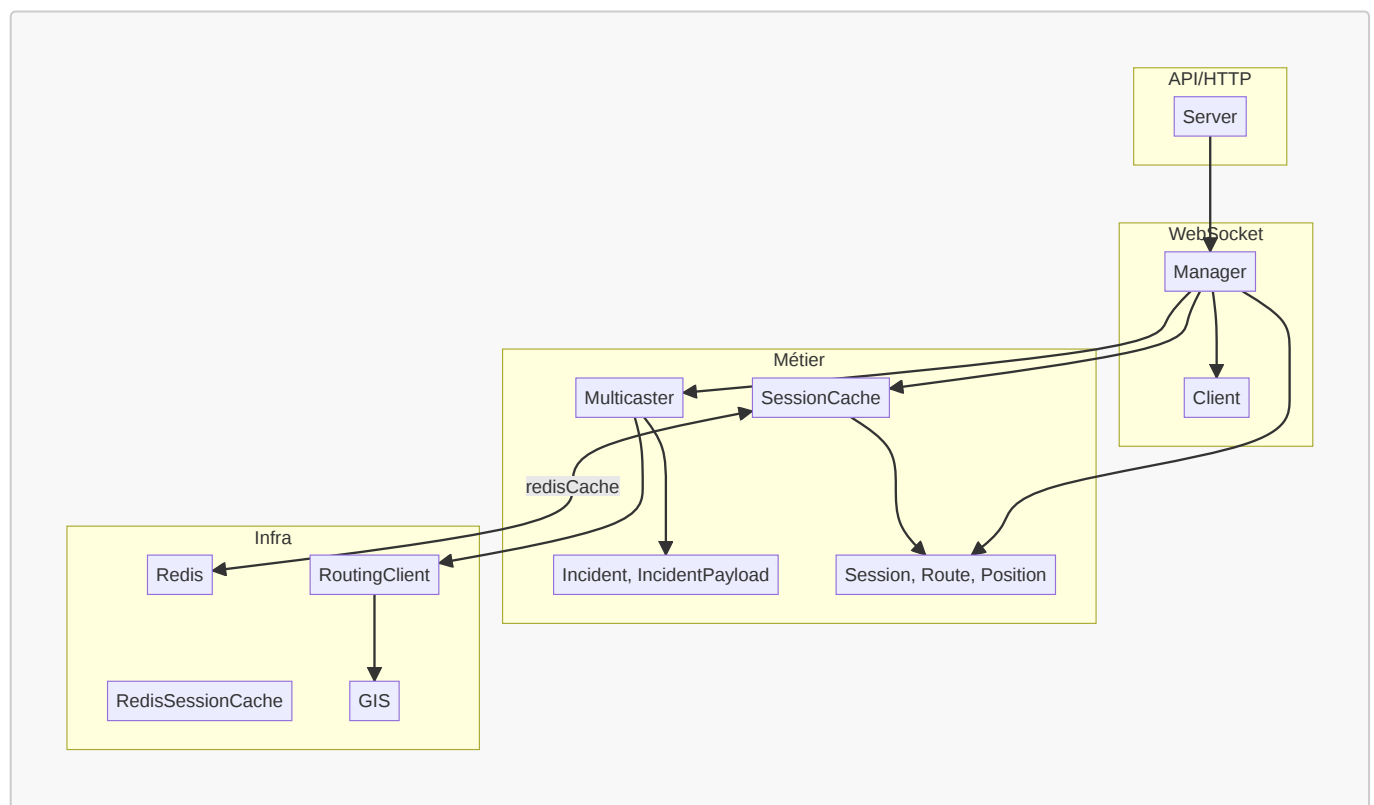 API/HTTP
Server
WebSocket
Manager
Métier
Multicaster
SessionCache
Client
redisCache
Infra
Redis
RoutingClient
Incident, IncidentPayload
Session, Route, Position
RedisSessionCache
GIS